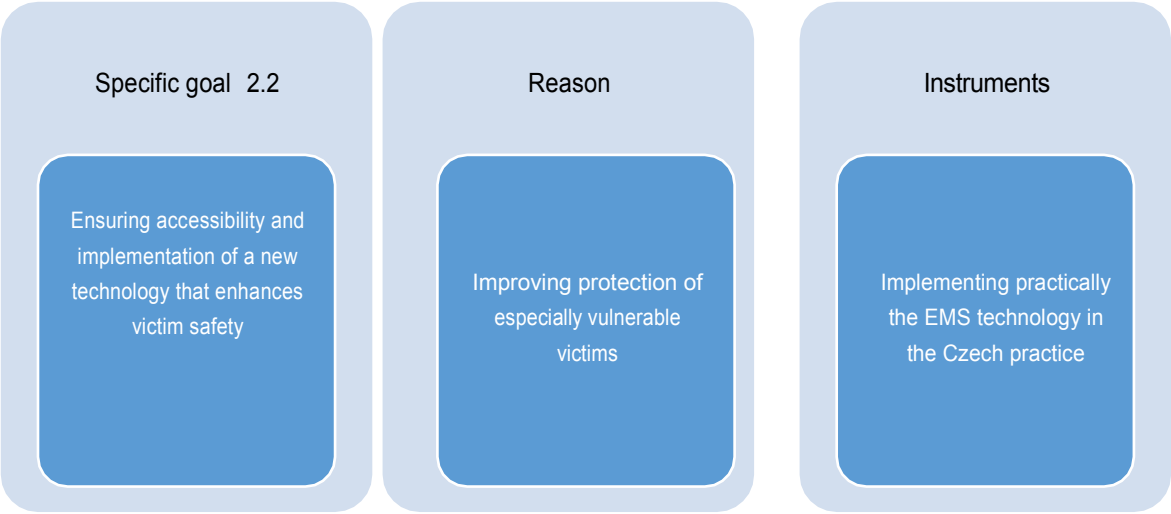 Specific goal 2.2
Ensuring accessibility and
implementation of a new
technology that enhances
victim safety
Reason
Improving protection of
especially vulnerable
victims
Instruments
Implementing practically
the EMS technology in
the Czech practice